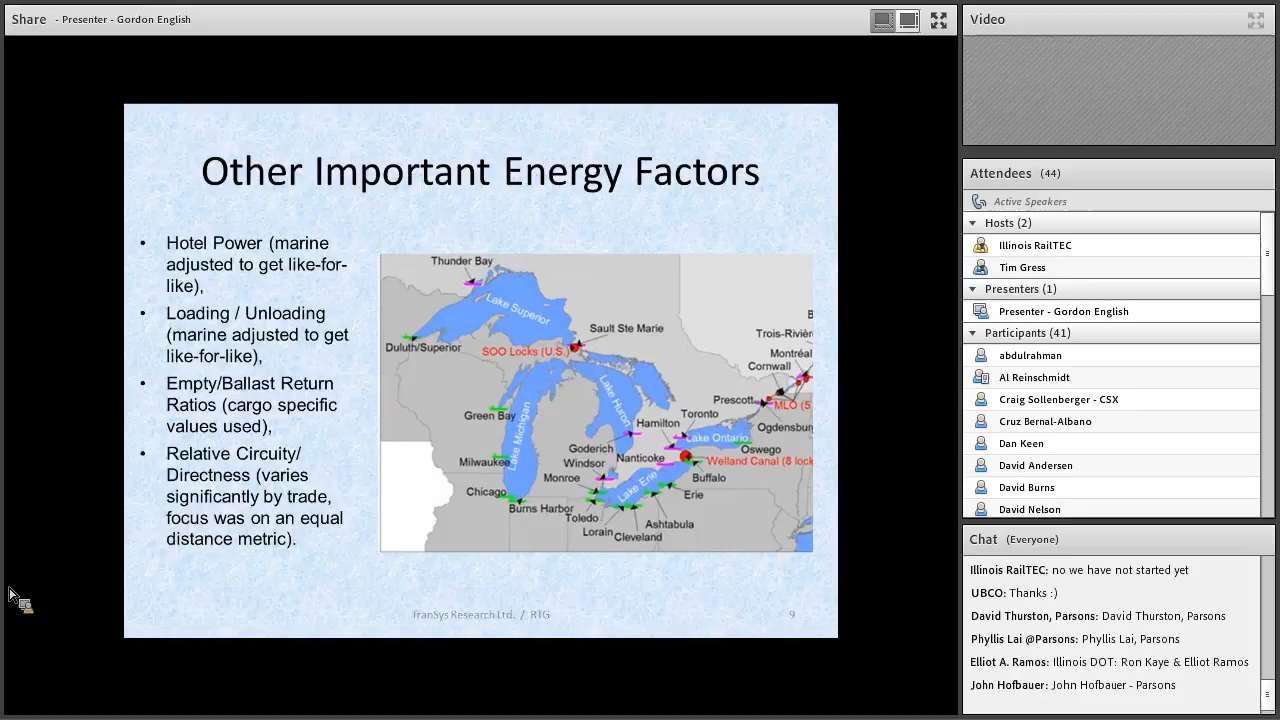 Share - Presenter - Gordon English
Other Important Energy Factors
• Hotel Power (marine
adjusted to get like-for-
like),
• Loading / Unloading
(marine adjusted to get
like-for-like),
• Empty/Ballast Return
Ratios (cargo specific
values used),
• Relative Circuity/
Directness (varies
significantly by trade,
focus was on an equal
distance metric).
Thunder Bay
Lake Superior
Duluth/Superior
SOO Locks (U.S.)
Sault Ste Marie
Trois-Rivièr
Montréal
Cornwall
Prescott
MLO (5
Ogdensbur
Green Bay
Lake Michigan
Lake Huron
Toronto
Hamilton
Lake Ontario
Oswego
Goderich
Nanticoke
Welland Canal (8 lock
Milwaukee
Windsor
Buffalo
Monroe
Lake Erie
Erie
Chicago
Burns Harbor
Toledo
Ashtabula
Lorain
Cleveland
TranSys Research Ltd. / RTG
9
Video
Attendees (44)
Active Speakers
Hosts (2)
Illinois RailTEC
Tim Gress
Presenters (1)
Presenter - Gordon English
Participants (41)
abdulrahman
Al Reinschmidt
Craig Sollenberger - CSX
Cruz Bernal-Albano
Dan Keen
David Andersen
David Burns
David Nelson
Chat (Everyone)
Illinois RailTEC: no we have not started yet
UBCO: Thanks :)
David Thurston, Parsons: David Thurston, Parsons
Phyllis Lai @Parsons: Phyllis Lai, Parsons
Elliot A. Ramos: Illinois DOT: Ron Kaye & Elliot Ramos
John Hofbauer: John Hofbauer - Parsons